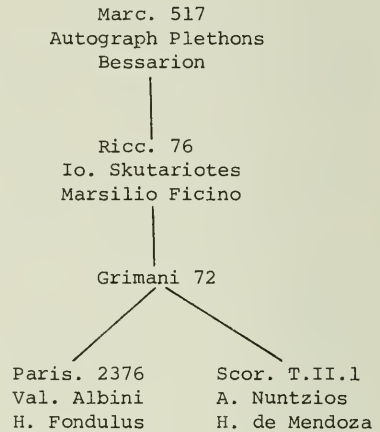 Marc. 517
Autograph Plethons
Bessarion
Ricc. 76
Io. Skutariotes
Marsilio Ficino
Grimani 72
Paris. 2376
Val. Albini
H. Fondulus
Scor. T.II.1
A. Nuntzios
H. de Mendoza